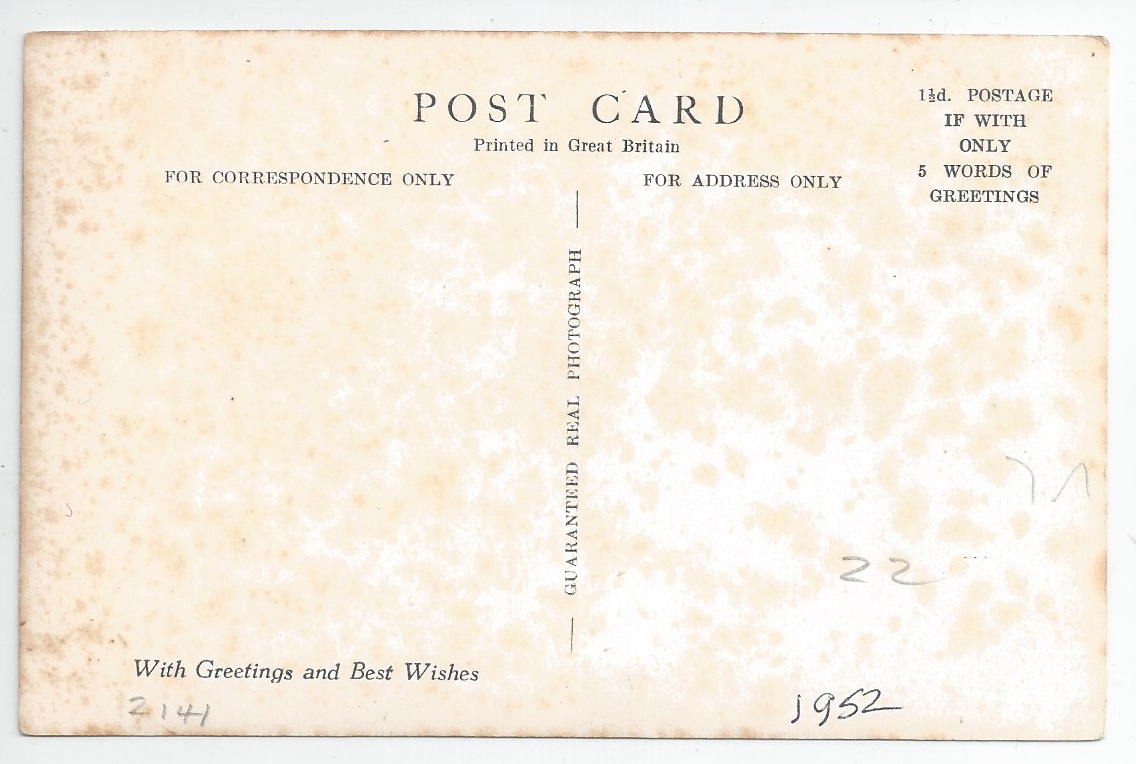 POST CARD
Printed in Great Britain
1½d. POSTAGE
IF WITH
ONLY
5 WORDS OF
GREETINGS
FOR CORRESPONDENCE ONLY
FOR ADDRESS ONLY
GUARANTEED REAL PHOTOGRAPH
22
With Greetings and Best Wishes
2141
1952